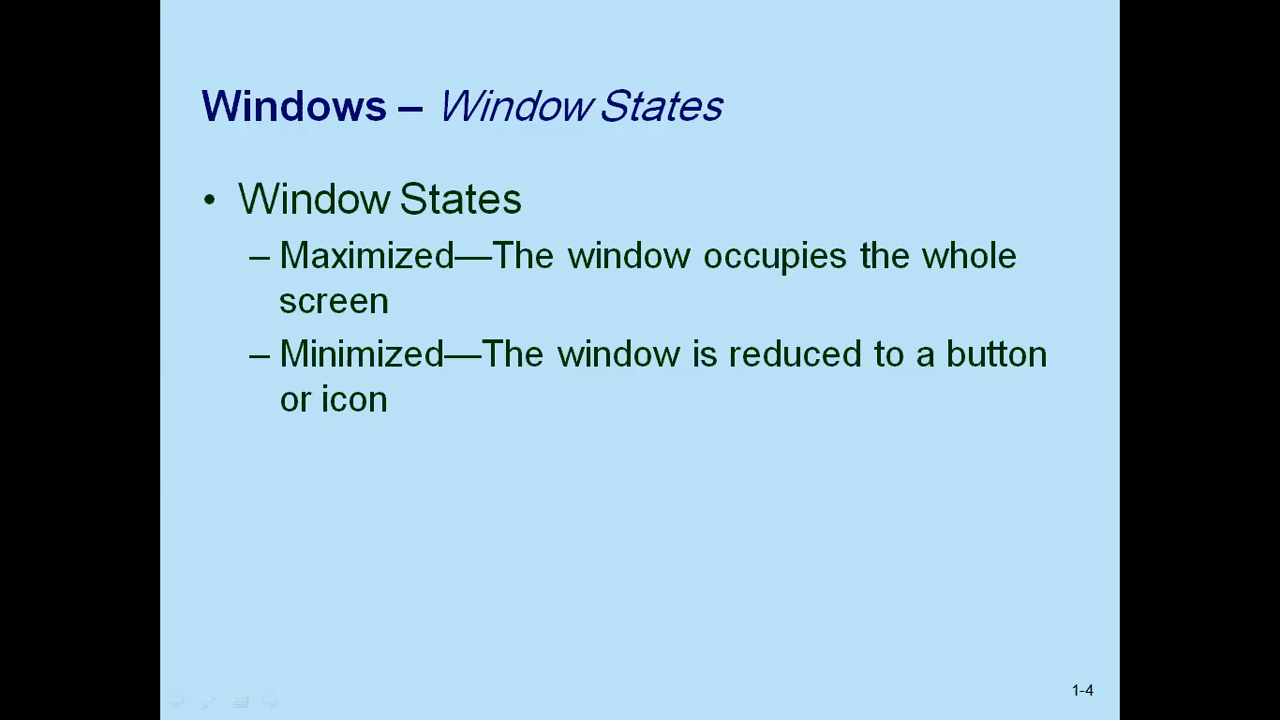 Windows – Window States
• Window States
– Maximized—The window occupies the whole
screen
– Minimized—The window is reduced to a button
or icon
1-4